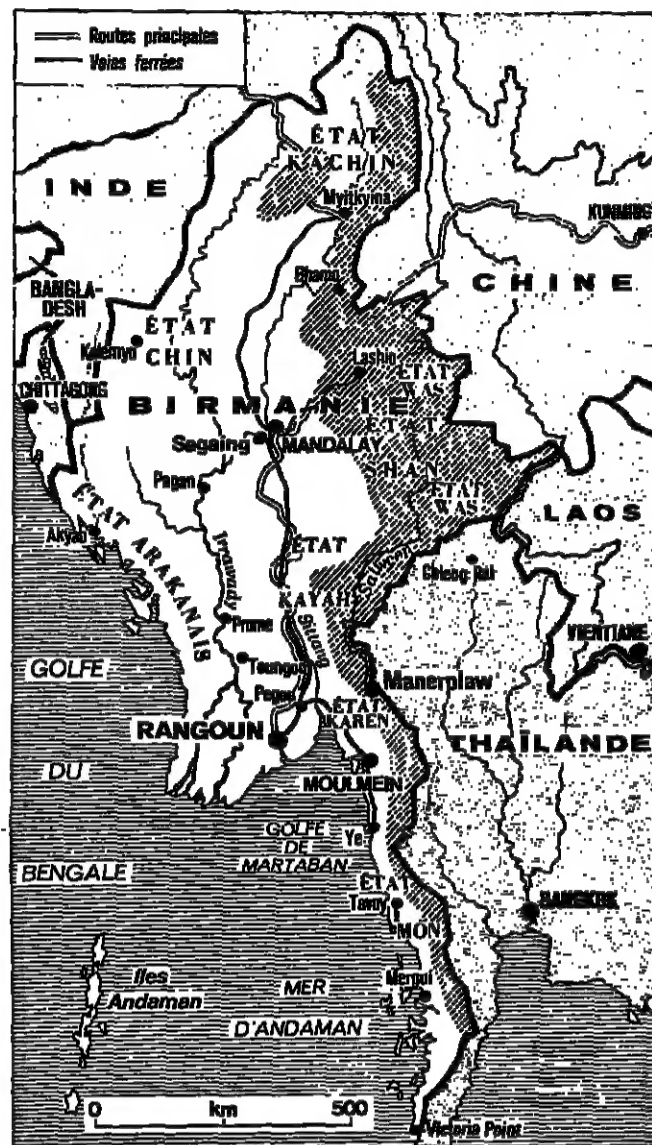 Routes principales
Voies ferrées
ÉTAT
KACHIN
INDE
Myitkyina
KUNMING
BANGLA-
DESH
Bhamo
CHINE
ÉTAT
CHIN
Kalemyo
Lashio
ÉTAT
WAS
CHITTAGONG
BIRMANIE
Segaing
MANDALAY
ÉTAT
SHAN
Pagan
ÉTAT
WAS
LAOS
ÉTAT ARAKANAIS
Akyab
ÉTAT
KAYAH
Irrawady
Sittang
Salween
VIENTIANE
Prome
Toungoo
GOLFE
Manerplaw
Pegou
ÉTAT
KAREN
RANGOUN
THAÏLANDE
DU
MOULMEIN
GOLFE
DE
MARTABAN
Ye
BENGALE
ÉTAT
MON
Tavoy
BANGKOK
Iles
Andaman
MER
D'ANDAMAN
Mergui
0 km 500
Victoria Point